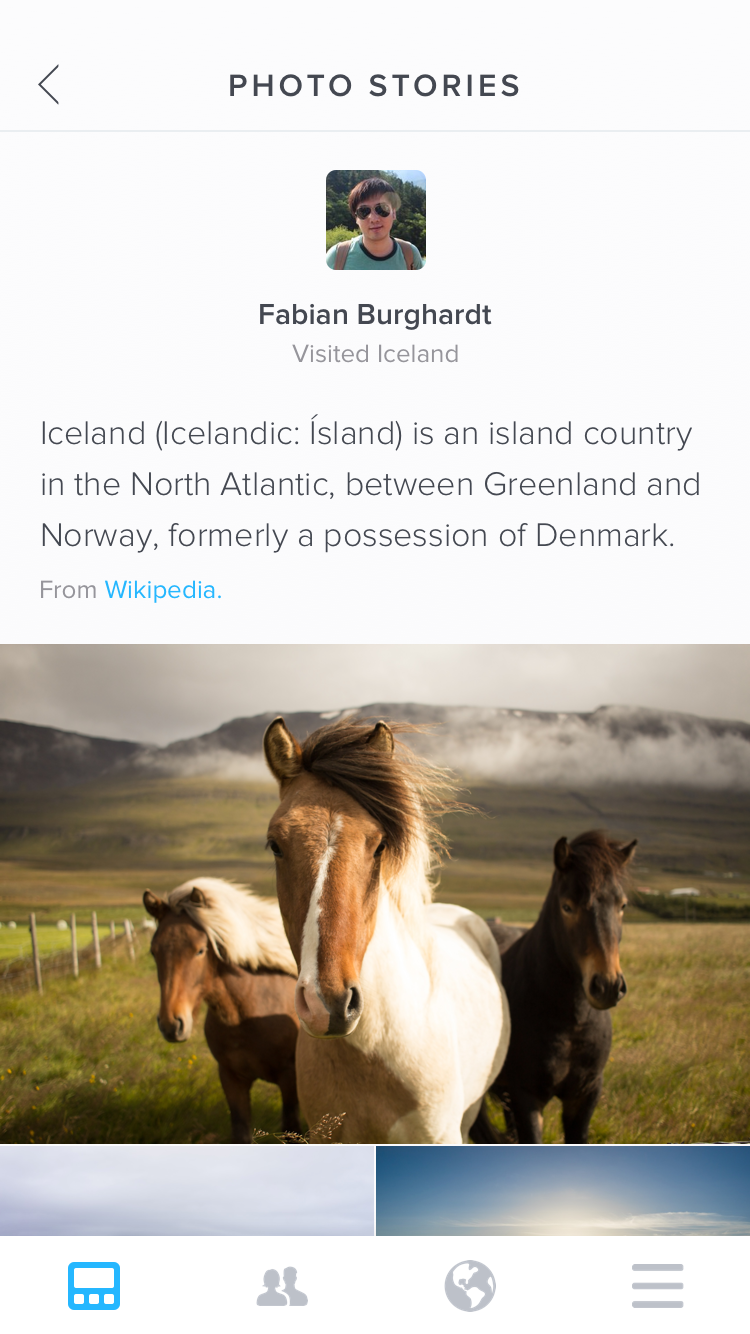 PHOTO STORIES
Fabian Burghardt
Visited Iceland
Iceland (Icelandic: Ísland) is an island country
in the North Atlantic, between Greenland and
Norway, formerly a possession of Denmark.
From Wikipedia.